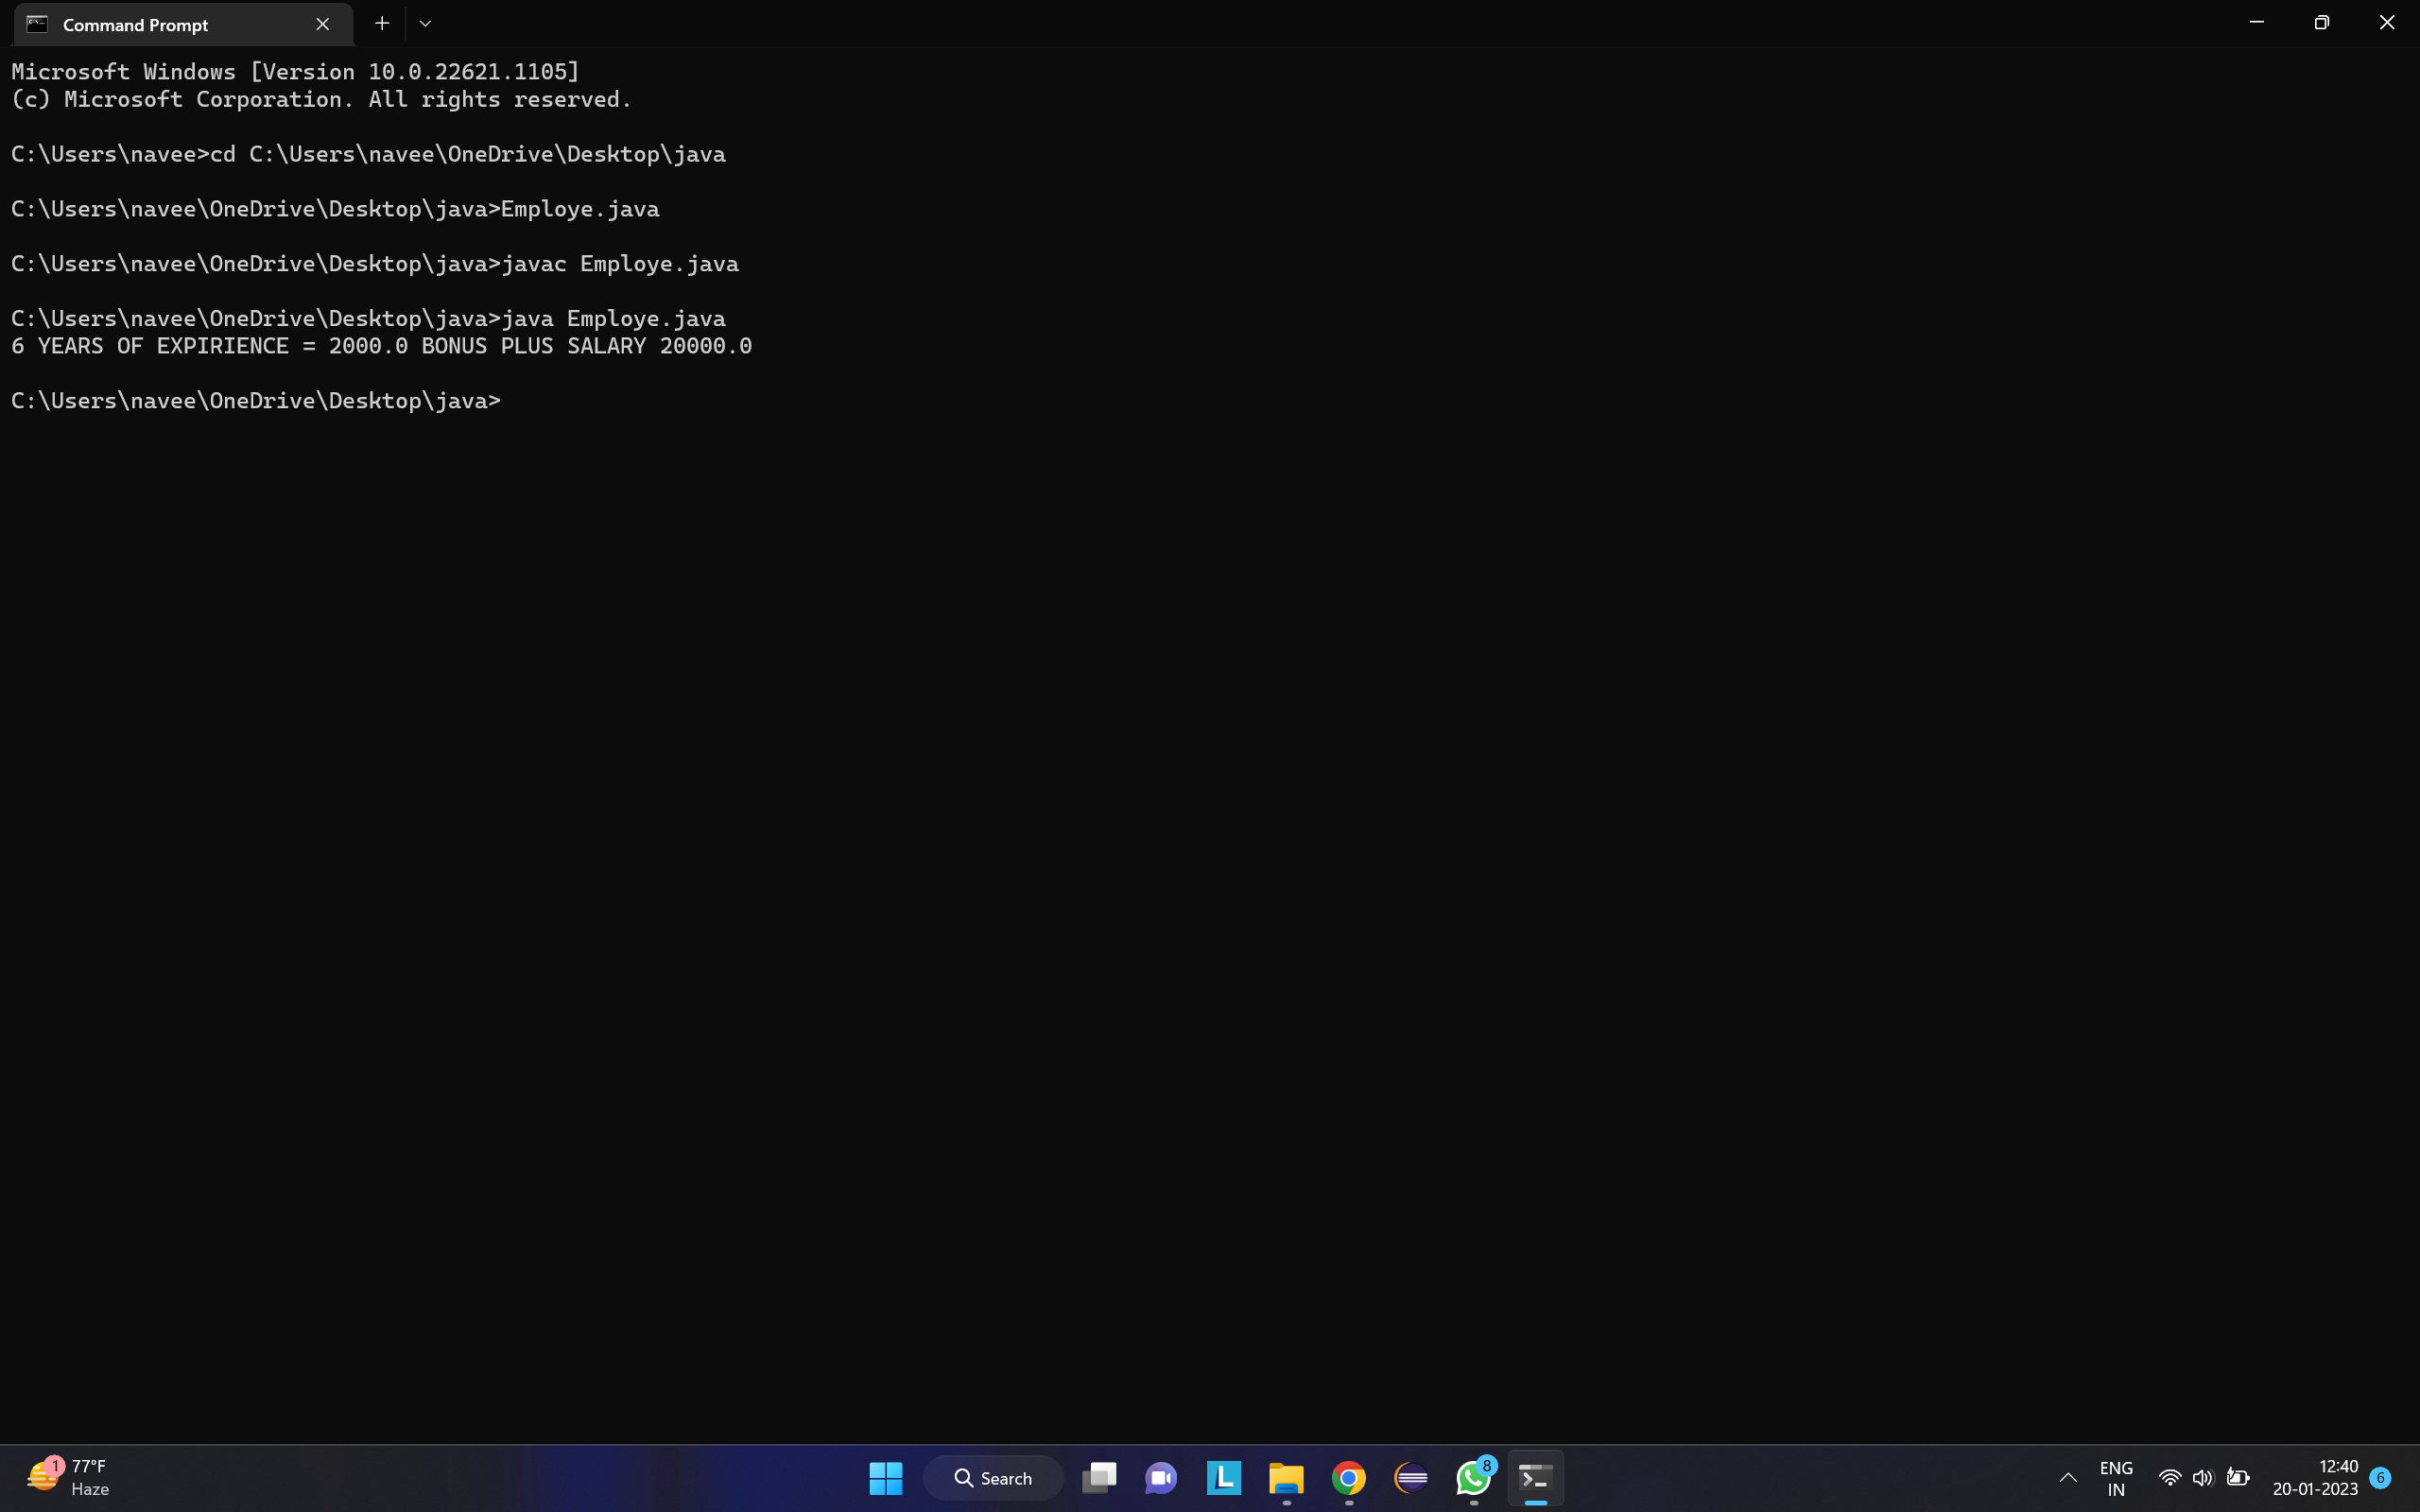 Command Prompt
Microsoft Windows [Version 10.0.22621.1105]
(c) Microsoft Corporation. All rights reserved.
C:\Users\navee>cd C:\Users\navee\OneDrive\Desktop\java
C:\Users\navee\OneDrive\Desktop\java>Employe.java
C:\Users\navee\OneDrive\Desktop\java>javac Employe.java
C:\Users\navee\OneDrive\Desktop\java>java Employe.java
6 YEARS OF EXPIRIENCE = 2000.0 BONUS PLUS SALARY 20000.0
C:\Users\navee\OneDrive\Desktop\java>
1
77°F
Haze
Search
L
8
ENG
IN
12:40
20-01-2023
6